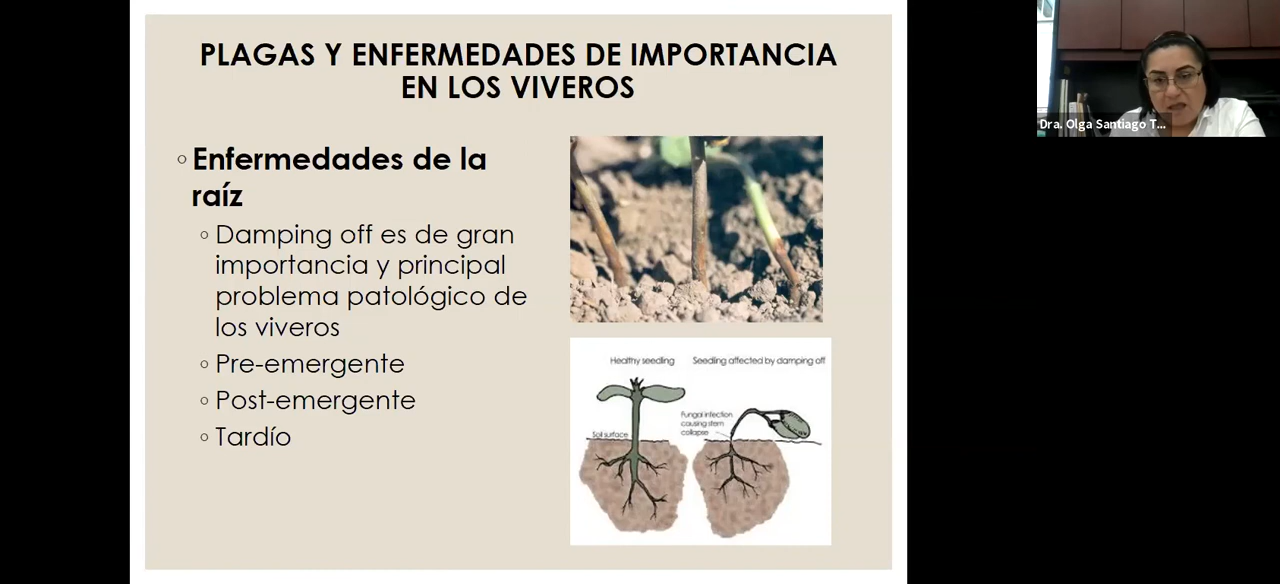 PLAGAS Y ENFERMEDADES DE IMPORTANCIA
EN LOS VIVEROS
◦ Enfermedades de la
raíz
◦ Damping off es de gran
importancia y principal
problema patológico de
los viveros
◦ Pre-emergente
◦ Post-emergente
◦ Tardío
Healthy seedling
Seedling affected by damping off
Fungal infection
causing stem
collapse
Soil surface
Dra. Olga Santiago T...